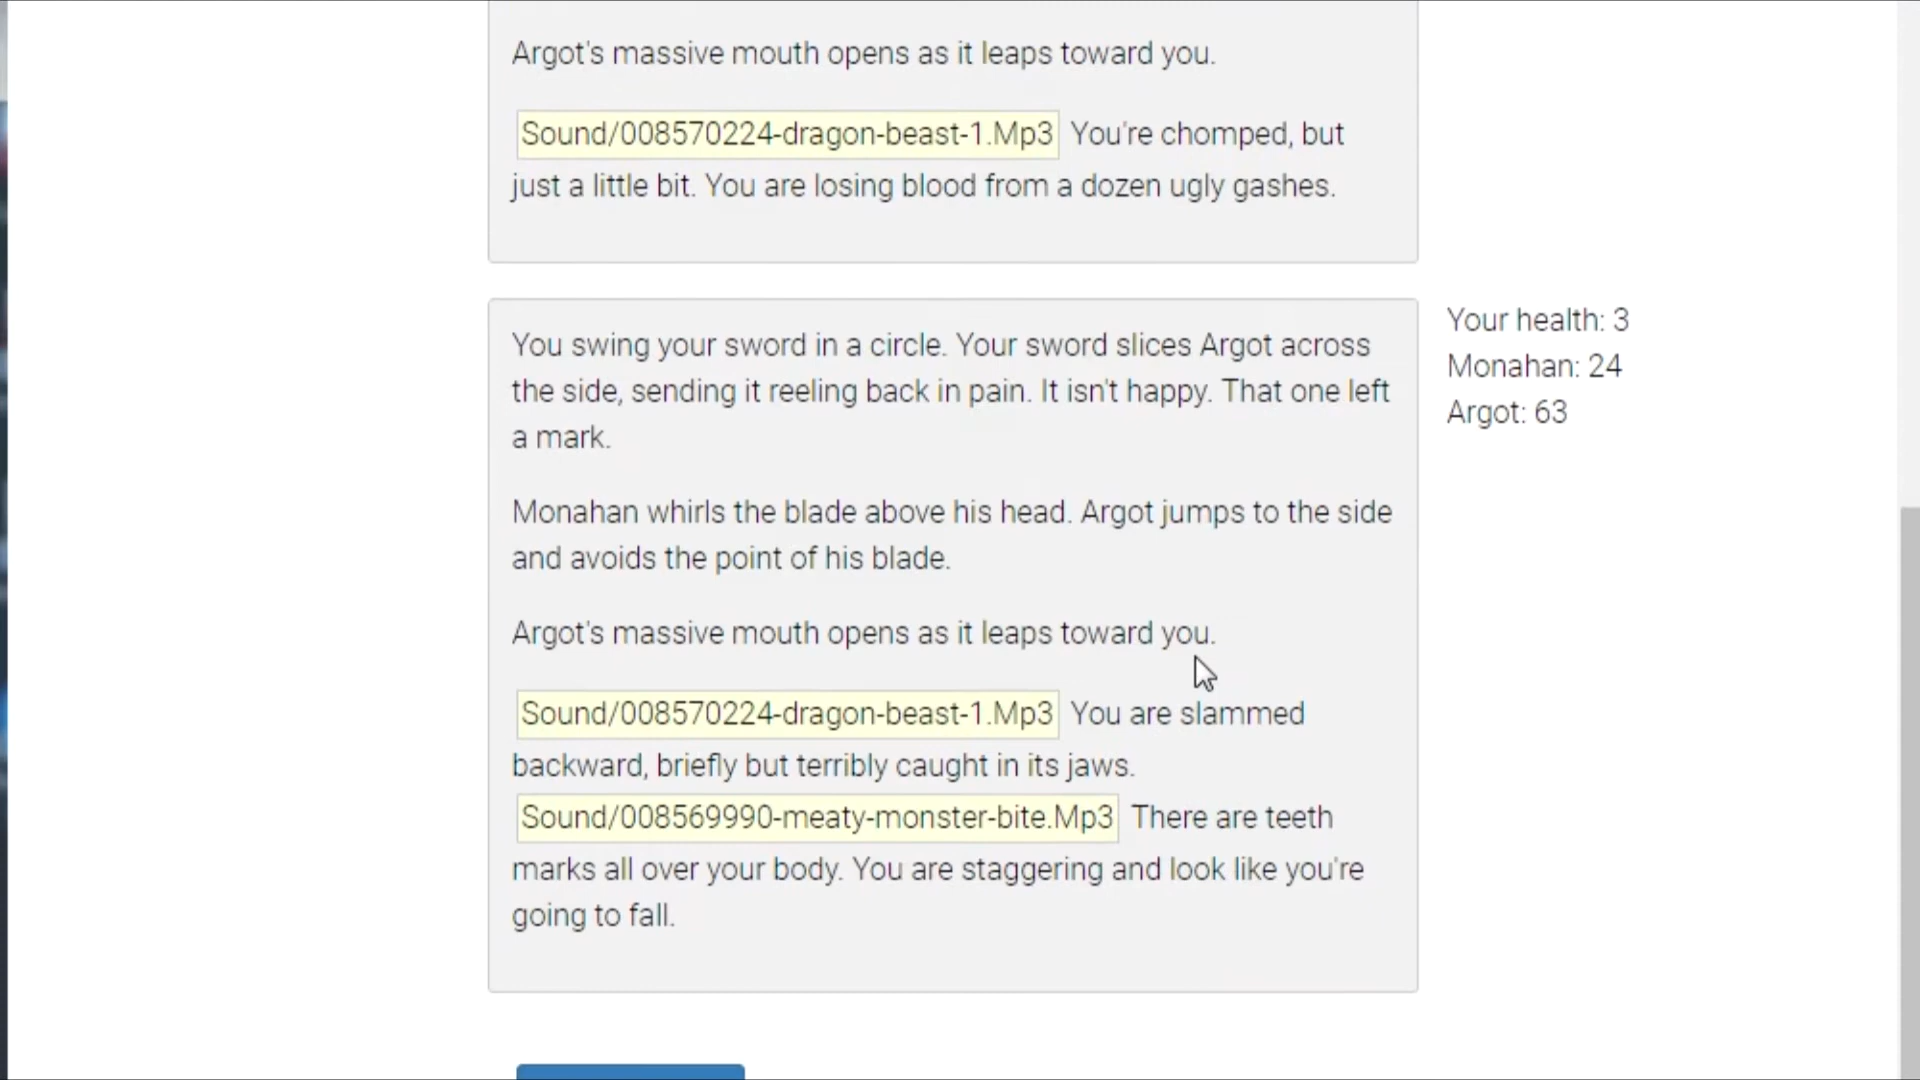 Argot's massive mouth opens as it leaps toward you.
Sound/008570224-dragon-beast-1.Mp3 You're chomped, but
just a little bit. You are losing blood from a dozen ugly gashes.
You swing your sword in a circle. Your sword slices Argot across
the side, sending it reeling back in pain. It isn't happy. That one left
a mark.
Monahan whirls the blade above his head. Argot jumps to the side
and avoids the point of his blade.
Argot's massive mouth opens as it leaps toward you.
Sound/008570224-dragon-beast-1.Mp3 You are slammed
backward, briefly but terribly caught in its jaws.
Sound/008569990-meaty-monster-bite.Mp3 There are teeth
marks all over your body. You are staggering and look like you're
going to fall.
Your health: 3
Monahan: 24
Argot: 63